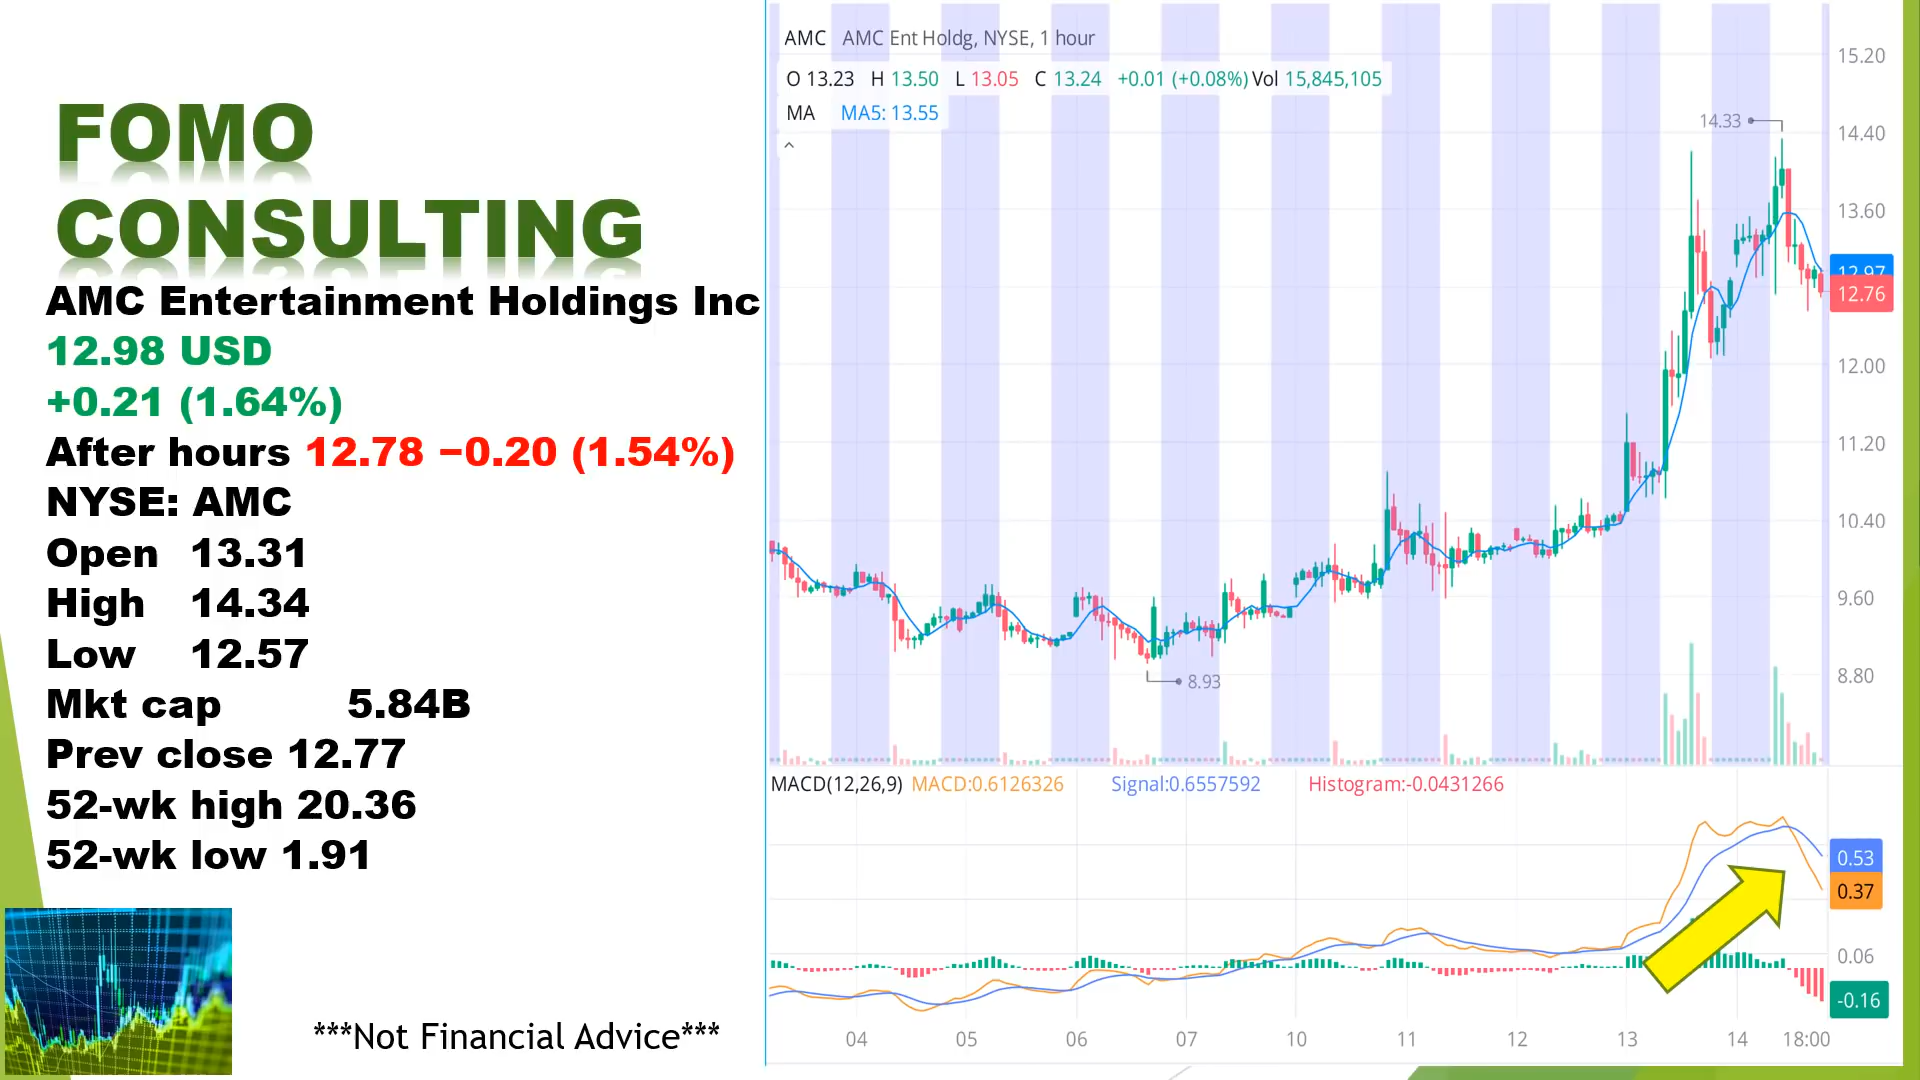 FOMO
CONSULTING
AMC Entertainment Holdings Inc
12.98 USD
+0.21 (1.64%)
After hours 12.78 −0.20 (1.54%)
NYSE: AMC
Open 13.31
High 14.34
Low 12.57
Mkt cap 5.84B
Prev close 12.77
52-wk high 20.36
52-wk low 1.91
***Not Financial Advice***
AMC AMC Ent Holdg, NYSE, 1 hour
O 13.23 H 13.50 L 13.05 C 13.24 +0.01 (+0.08%) Vol 15,845,105
MA MA5: 13.55
14.33
8.93
15.20
14.40
13.60
12.97
12.76
12.00
11.20
10.40
9.60
8.80
MACD(12,26,9) MACD:0.6126326 Signal:0.6557592 Histogram:-0.0431266
0.53
0.37
0.06
-0.16
04 05 06 07 10 11 12 13 14 18:00